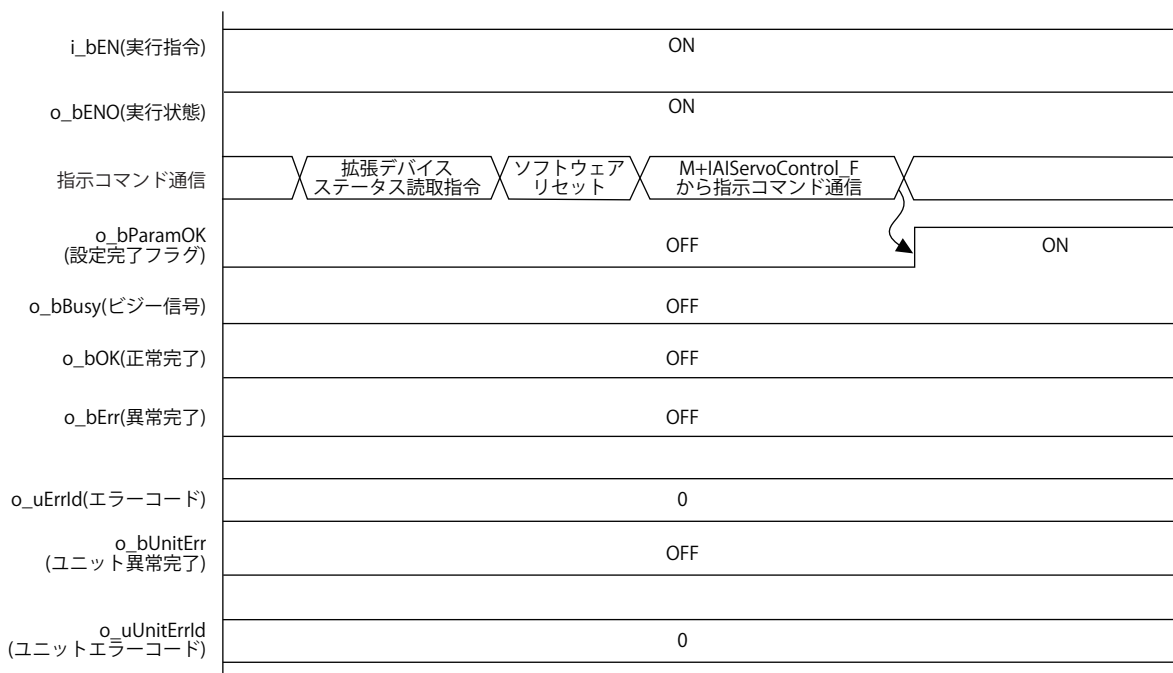 i_bEN(実行指令)
ON
o_bENO(実行状態)
ON
指示コマンド通信
拡張デバイス
ステータス読取指令
ソフトウェア
リセット
M+IAIServoControl_F
から指示コマンド通信
o_bParamOK
(設定完了フラグ)
OFF
ON
o_bBusy(ビジー信号)
OFF
o_bOK(正常完了)
OFF
o_bErr(異常完了)
OFF
o_uErrId(エラーコード)
0
o_bUnitErr
(ユニット異常完了)
OFF
o_uUnitErrId
(ユニットエラーコード)
0